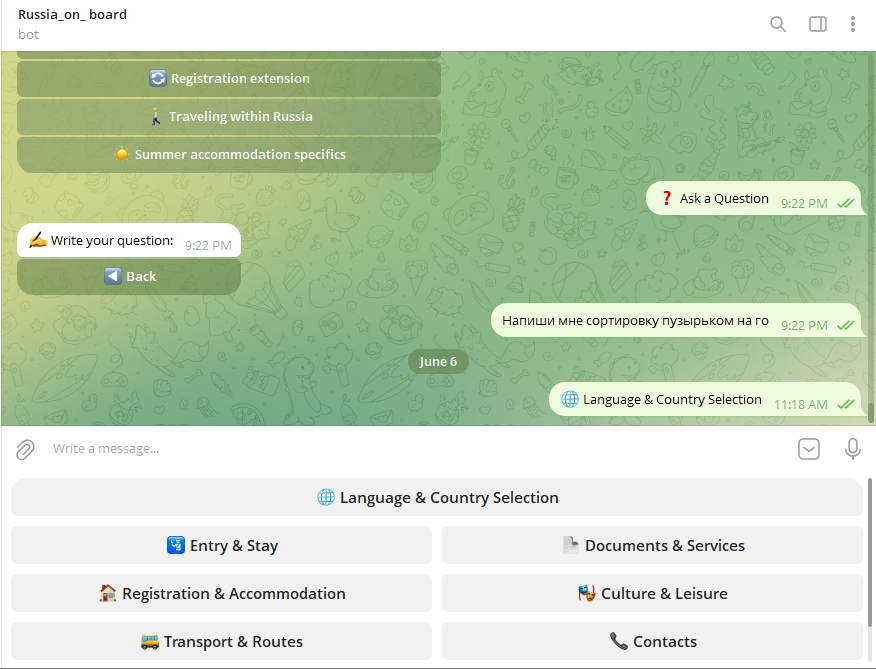 Russia_on_ board
bot
Registration extension
Traveling within Russia
Summer accommodation specifics
Ask a Question 9:22 PM
Write your question: 9:22 PM
Back
Напиши мне сортировку пузырьком на го 9:22 PM
June 6
Language & Country Selection 11:18 AM
Write a message...
Language & Country Selection
Entry & Stay
Documents & Services
Registration & Accommodation
Culture & Leisure
Transport & Routes
Contacts